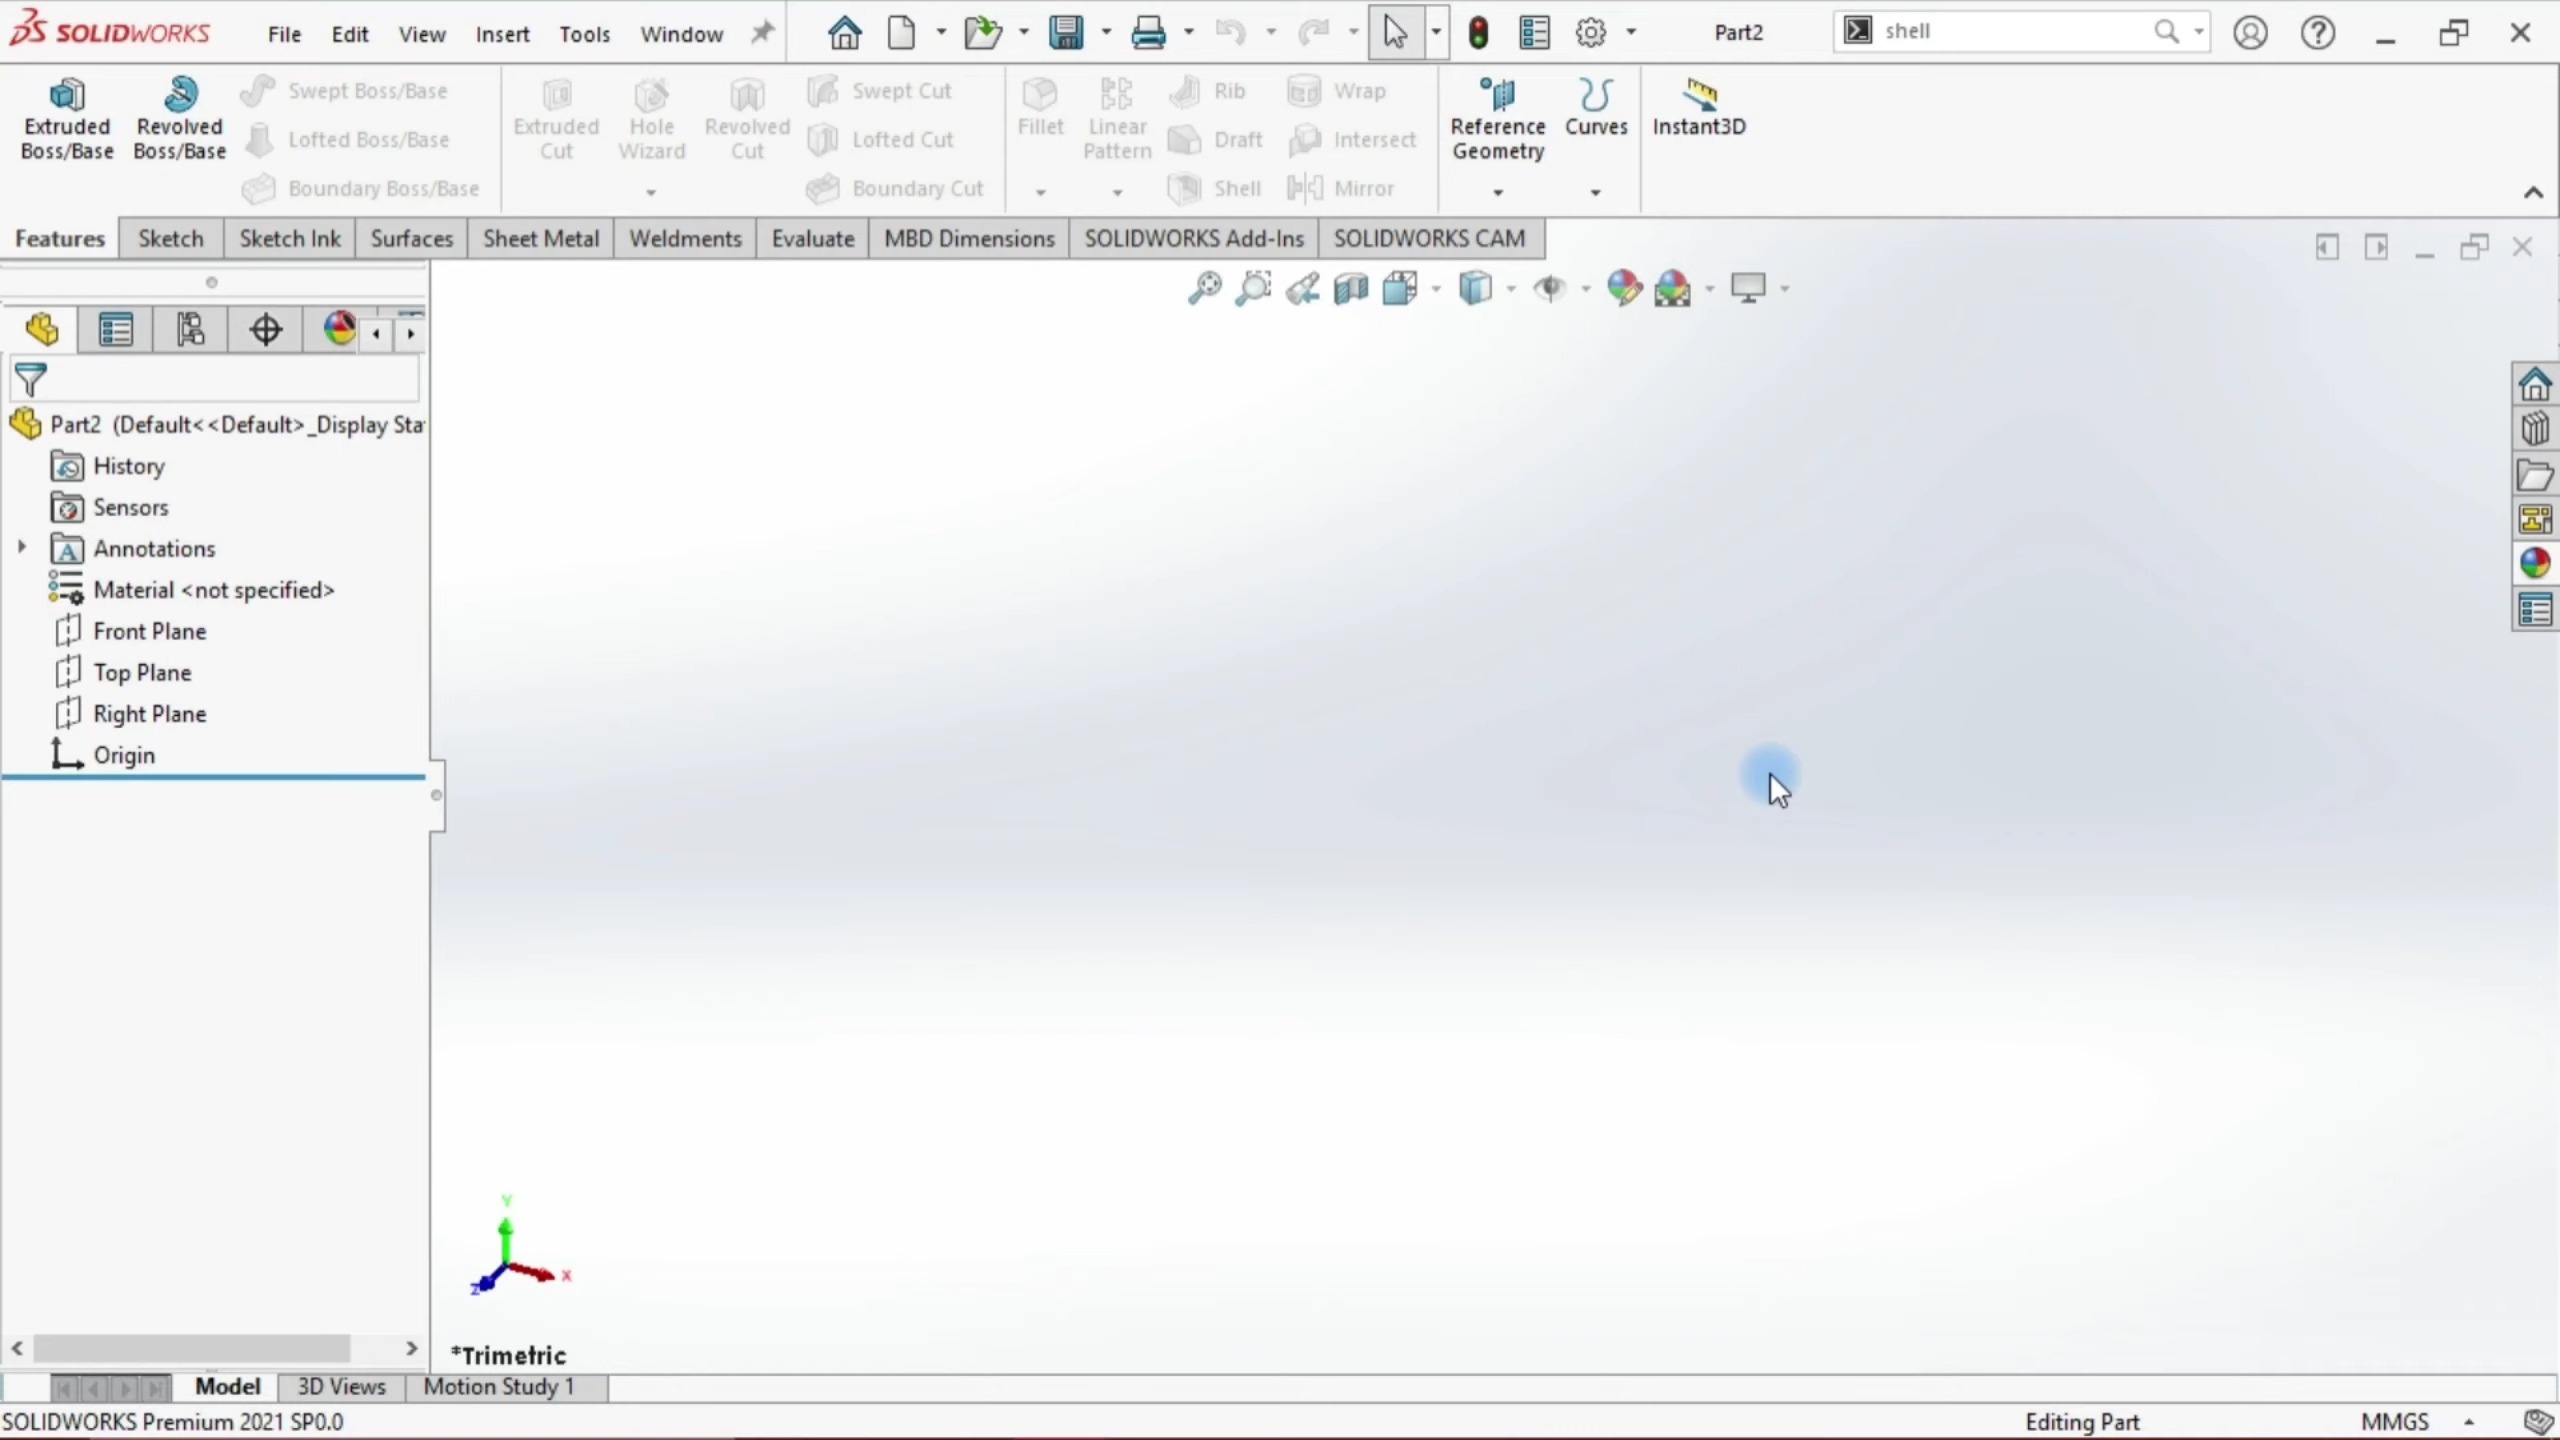 SOLIDWORKS File Edit View Insert Tools Window Part2 shell
Extruded Boss/Base
Revolved Boss/Base
Swept Boss/Base
Lofted Boss/Base
Boundary Boss/Base
Extruded Cut
Hole Wizard
Revolved Cut
Swept Cut
Lofted Cut
Boundary Cut
Fillet
Linear Pattern
Rib
Draft
Shell
Wrap
Intersect
Mirror
Reference Geometry
Curves
Instant3D
Features Sketch Sketch Ink Surfaces Sheet Metal Weldments Evaluate MBD Dimensions SOLIDWORKS Add-Ins SOLIDWORKS CAM
Part2 (Default<<Default>_Display Sta
History
Sensors
Annotations
Material <not specified>
Front Plane
Top Plane
Right Plane
Origin
Y
X
Z
*Trimetric
Model 3D Views Motion Study 1
SOLIDWORKS Premium 2021 SP0.0 Editing Part MMGS